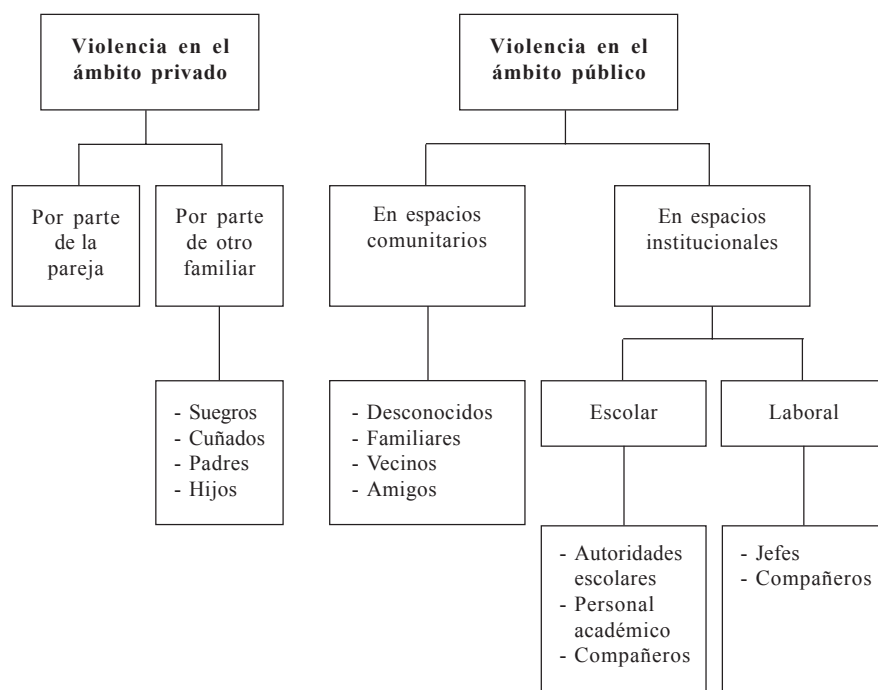 Violencia en el
ámbito privado
Violencia en el
ámbito público
Por parte
de la
pareja
Por parte
de otro
familiar
En espacios
comunitarios
En espacios
institucionales
- Suegros
- Cuñados
- Padres
- Hijos
- Desconocidos
- Familiares
- Vecinos
- Amigos
Escolar
Laboral
- Autoridades
escolares
- Personal
académico
- Compañeros
- Jefes
- Compañeros